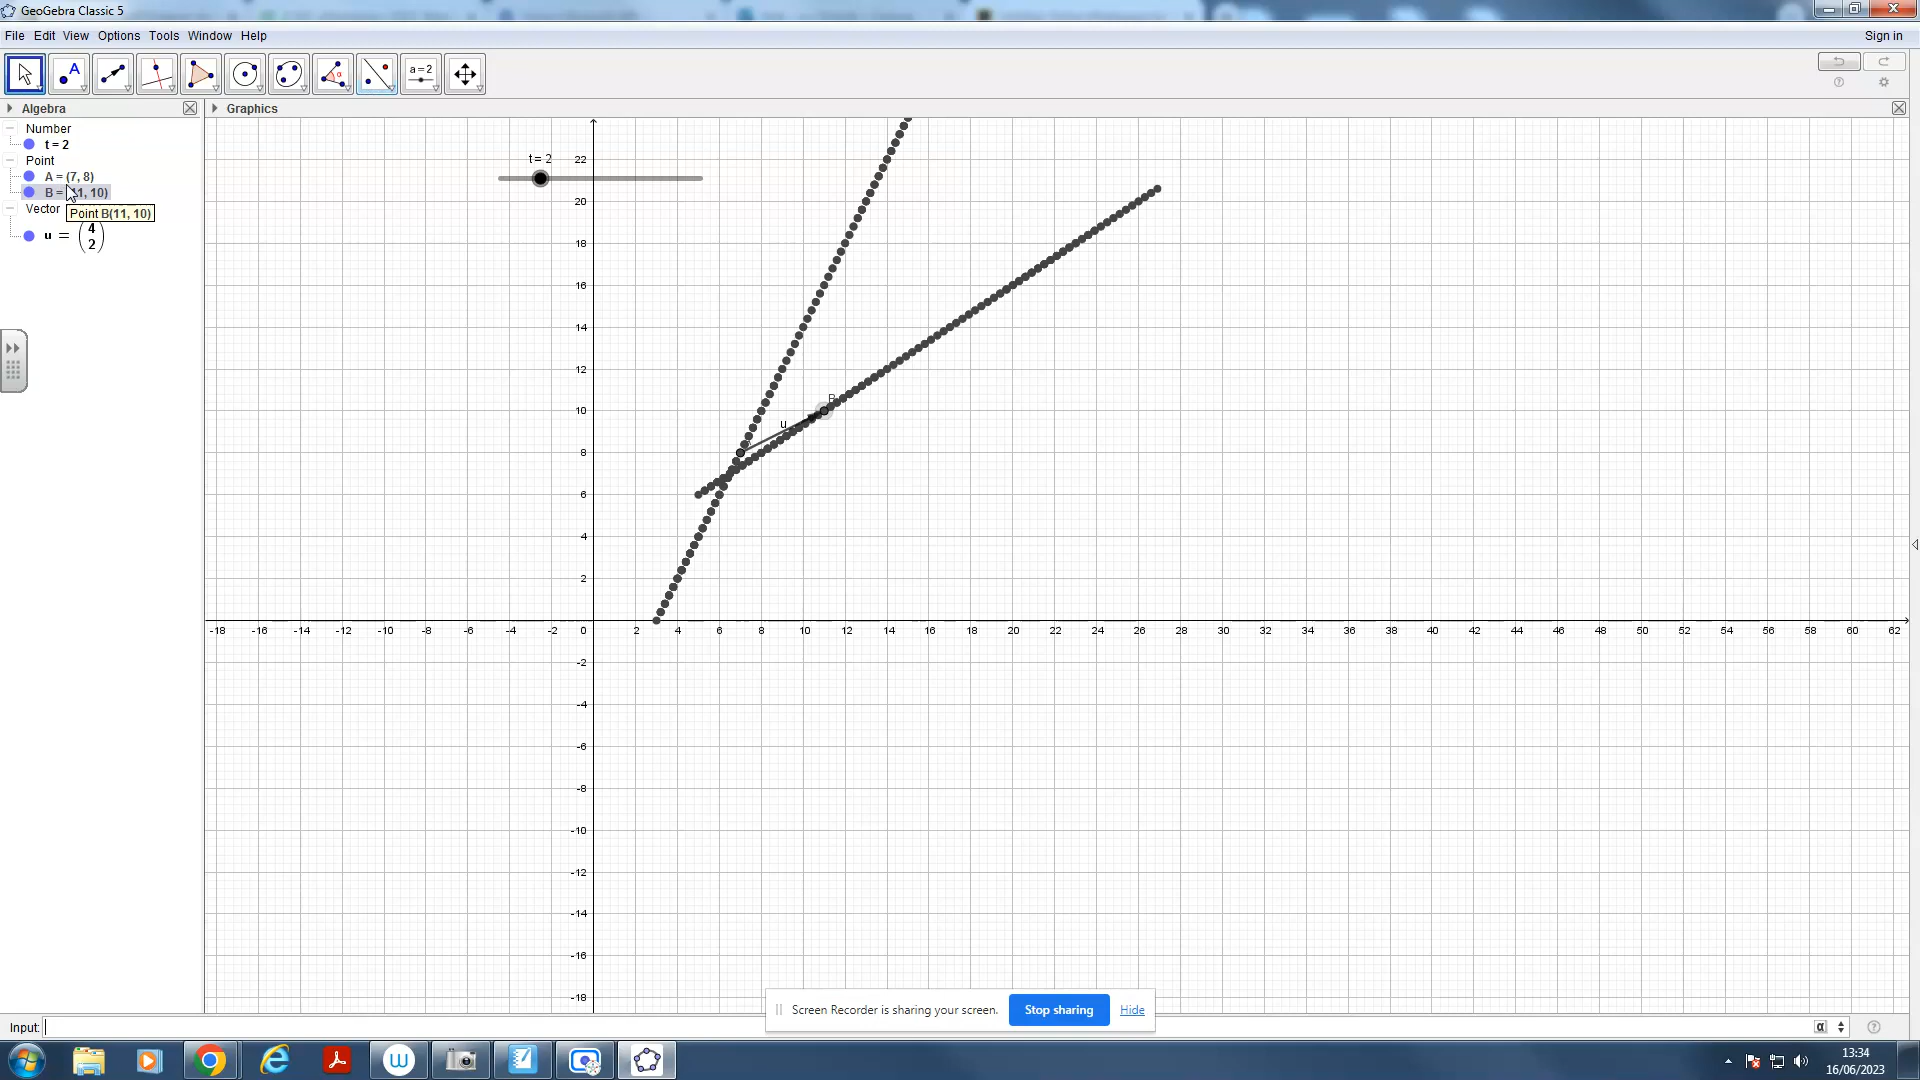 GeoGebra Classic 5
File Edit View Options Tools Window Help
Sign in
A
α
a=2
Algebra
Graphics
Number
t = 2
Point
A = (7, 8)
B = (11, 10)
Point B(11, 10)
Vector
u = ( 4
2 )
t = 2
22
20
18
16
14
12
10
8
6
4
2
B
u
-18 -16 -14 -12 -10 -8 -6 -4 -2 0 2 4 6 8 10 12 14 16 18 20 22 24 26 28 30 32 34 36 38 40 42 44 46 48 50 52 54 56 58 60 62
-2
-4
-6
-8
-10
-12
-14
-16
-18
Screen Recorder is sharing your screen. Stop sharing Hide
Input:
α
W
13:34
16/06/2023